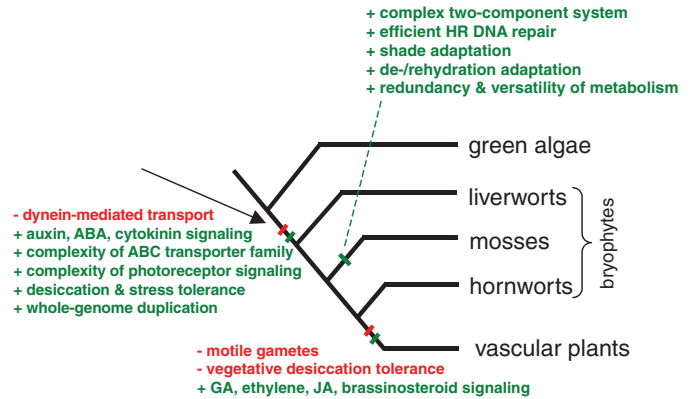 + complex two-component system
+ efficient HR DNA repair
+ shade adaptation
+ de-/rehydration adaptation
+ redundancy & versatility of metabolism
green algae
liverworts
mosses
hornworts
bryophytes
vascular plants
- dynein-mediated transport
+ auxin, ABA, cytokinin signaling
+ complexity of ABC transporter family
+ complexity of photoreceptor signaling
+ desiccation & stress tolerance
+ whole-genome duplication
- motile gametes
- vegetative desiccation tolerance
+ GA, ethylene, JA, brassinosteroid signaling